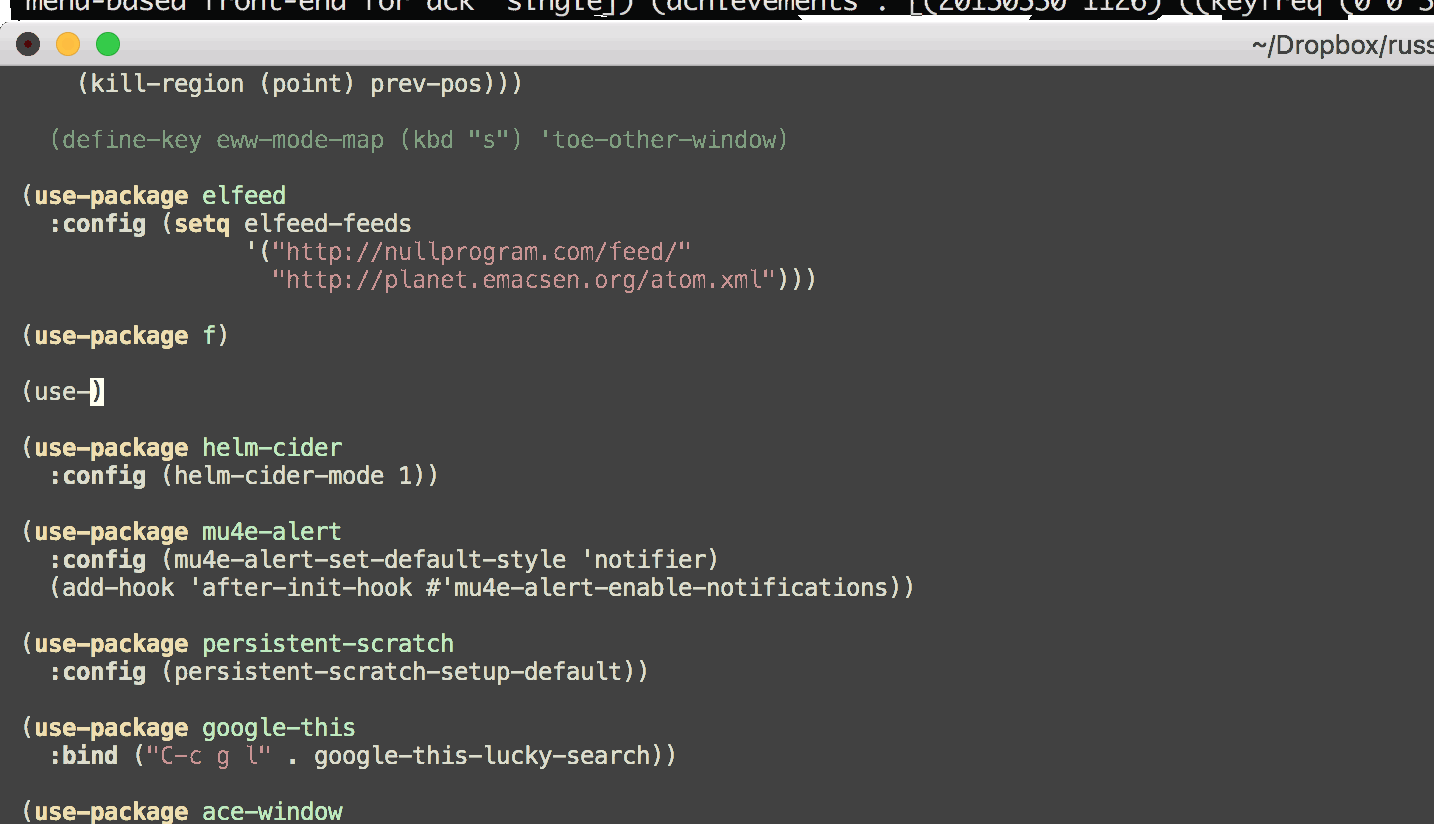 menu-based front-end for ack" single]) (achievements . [(20150530 1126) ((keyfreq (0 0 3
~/Dropbox/russ
(kill-region (point) prev-pos)))
(define-key eww-mode-map (kbd "s") 'toe-other-window)
(use-package elfeed
:config (setq elfeed-feeds
'("http://nullprogram.com/feed/"
"http://planet.emacsen.org/atom.xml")))
(use-package f)
(use-)
(use-package helm-cider
:config (helm-cider-mode 1))
(use-package mu4e-alert
:config (mu4e-alert-set-default-style 'notifier)
(add-hook 'after-init-hook #'mu4e-alert-enable-notifications))
(use-package persistent-scratch
:config (persistent-scratch-setup-default))
(use-package google-this
:bind ("C-c g l" . google-this-lucky-search))
(use-package ace-window